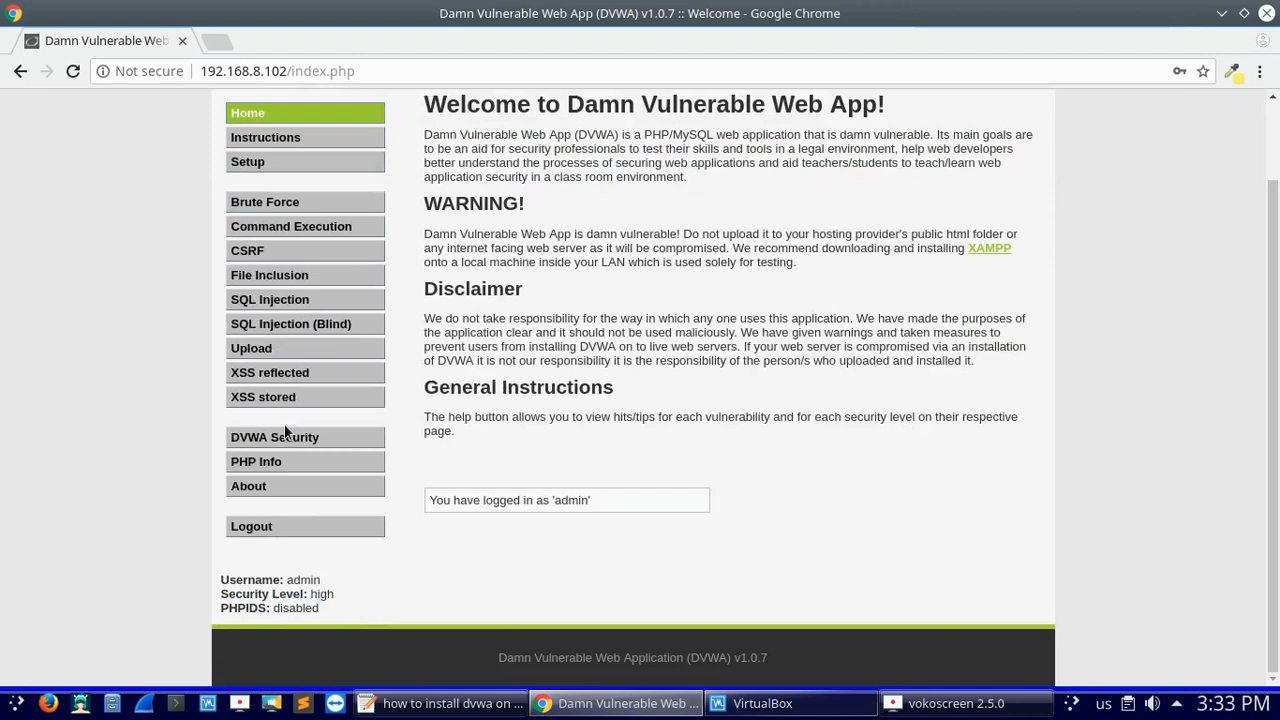 Damn Vulnerable Web App (DVWA) v1.0.7 :: Welcome - Google Chrome
Damn Vulnerable Web
Not secure
192.168.8.102/index.php
Home
Instructions
Setup
Brute Force
Command Execution
CSRF
File Inclusion
SQL Injection
SQL Injection (Blind)
Upload
XSS reflected
XSS stored
DVWA Security
PHP Info
About
Logout
Username: admin
Security Level: high
PHPIDS: disabled
Welcome to Damn Vulnerable Web App!
Damn Vulnerable Web App (DVWA) is a PHP/MySQL web application that is damn vulnerable. Its main goals are
to be an aid for security professionals to test their skills and tools in a legal environment, help web developers
better understand the processes of securing web applications and aid teachers/students to teach/learn web
application security in a class room environment.
WARNING!
Damn Vulnerable Web App is damn vulnerable! Do not upload it to your hosting provider's public html folder or
any internet facing web server as it will be compromised. We recommend downloading and installing XAMPP
onto a local machine inside your LAN which is used solely for testing.
Disclaimer
We do not take responsibility for the way in which any one uses this application. We have made the purposes of
the application clear and it should not be used maliciously. We have given warnings and taken measures to
prevent users from installing DVWA on to live web servers. If your web server is compromised via an installation
of DVWA it is not our responsibility it is the responsibility of the person/s who uploaded and installed it.
General Instructions
The help button allows you to view hits/tips for each vulnerability and for each security level on their respective
page.
You have logged in as 'admin'
Damn Vulnerable Web Application (DVWA) v1.0.7
how to install dvwa on ...
Damn Vulnerable Web ...
VirtualBox
vokoscreen 2.5.0
us
3:33 PM